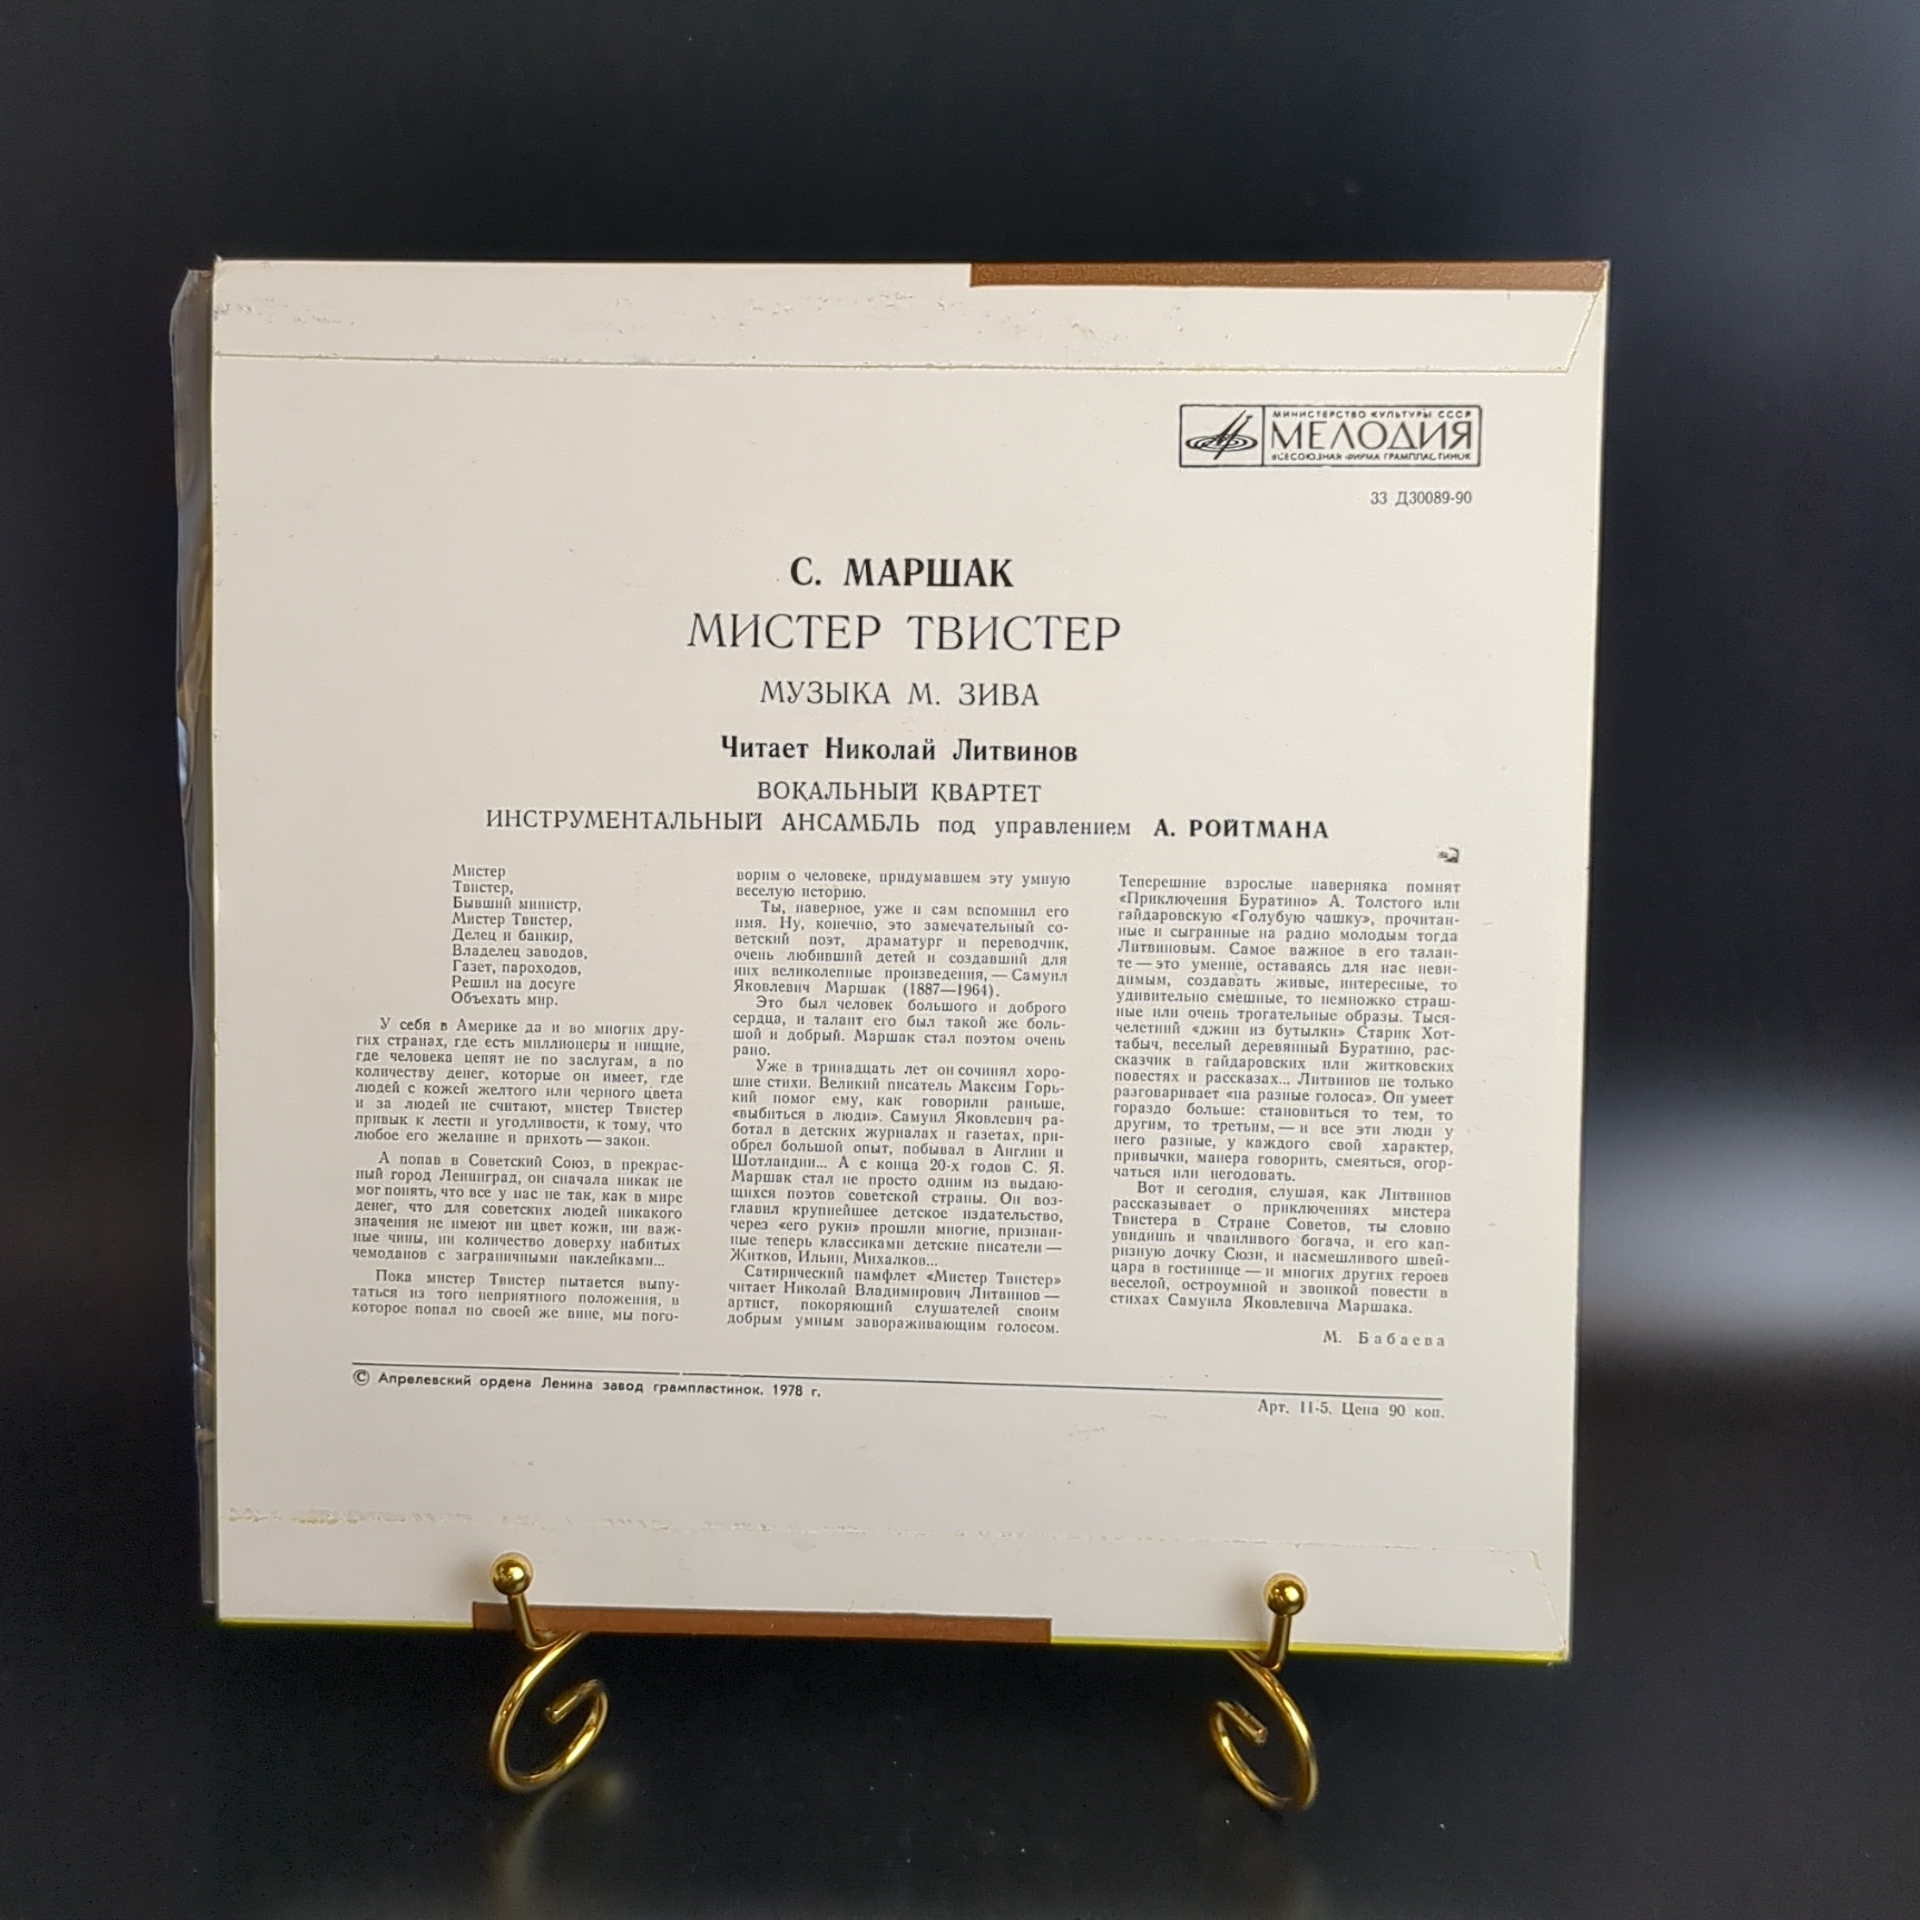 МИНИСТЕРСТВО КУЛЬТУРЫ СССР
МЕЛОДИЯ
ВСЕСОЮЗНАЯ ФИРМА ГРАМПЛАСТИНОК
33 Д30089-90
С. МАРШАК
МИСТЕР ТВИСТЕР
МУЗЫКА М. ЗИВА
Читает Николай Литвинов
ВОКАЛЬНЫЙ КВАРТЕТ
ИНСТРУМЕНТАЛЬНЫЙ АНСАМБЛЬ под управлением А. РОЙТМАНА
Мистер
Твистер,
Бывший министр,
Мистер Твистер,
Делец и банкир,
Владелец заводов,
Газет, пароходов,
Решил на досуге
Объехать мир.
У себя в Америке да и во многих дру-
гих странах, где есть миллионеры и нищие,
где человека ценят не по заслугам, а по
количеству денег, которые он имеет, где
людей с кожей желтого или черного цвета
и за людей не считают, мистер Твистер
привык к лести и угодливости, к тому, что
любое его желание и прихоть — закон.
А попав в Советский Союз, в прекрас-
ный город Ленинград, он сначала никак не
мог понять, что все у нас не так, как в мире
денег, что для советских людей никакого
значения не имеют ни цвет кожи, ни важ-
ные чины, ни количество доверху набитых
чемоданов с заграничными наклейками...
Пока мистер Твистер пытается выпу-
таться из того неприятного положения, в
которое попал по своей же вине, мы пого-
ворим о человеке, придумавшем эту умную
веселую историю.
Ты, наверное, уже и сам вспомнил его
имя. Ну, конечно, это замечательный со-
ветский поэт, драматург и переводчик,
очень любивший детей и создавший для
них великолепные произведения, — Самуил
Яковлевич Маршак (1887—1964).
Это был человек большого и доброго
сердца, и талант его был такой же боль-
шой и добрый. Маршак стал поэтом очень
рано.
Уже в тринадцать лет он сочинял хоро-
шие стихи. Великий писатель Максим Горь-
кий помог ему, как говорили раньше,
«выбиться в люди». Самуил Яковлевич ра-
ботал в детских журналах и газетах, при-
обрел большой опыт, побывал в Англии и
Шотландии... А с конца 20-х годов С. Я.
Маршак стал не просто одним из выдаю-
щихся поэтов советской страны. Он воз-
главил крупнейшее детское издательство,
через «его руки» прошли многие, признан-
ные теперь классиками детские писатели —
Житков, Ильин, Михалков...
Сатирический памфлет «Мистер Твистер»
читает Николай Владимирович Литвинов —
артист, покоряющий слушателей своим
добрым умным завораживающим голосом.
Теперешние взрослые наверняка помнят
«Приключения Буратино» А. Толстого или
гайдаровскую «Голубую чашку», прочитан-
ные и сыгранные на радио молодым тогда
Литвиновым. Самое важное в его талан-
те — это умение, оставаясь для нас неви-
димым, создавать живые, интересные, то
удивительно смешные, то немножко страш-
ные или очень трогательные образы. Тыся-
челетний «джин из бутылки» Старик Хот-
табыч, веселый деревянный Буратино, рас-
сказчик в гайдаровских или житковских
повестях и рассказах... Литвинов не только
разговаривает «на разные голоса». Он умеет
гораздо больше: становиться то тем, то
другим, то третьим, — и все эти люди у
него разные, у каждого свой характер,
привычки, манера говорить, смеяться, огор-
чаться или негодовать.
Вот и сегодня, слушая, как Литвинов
рассказывает о приключениях мистера
Твистера в Стране Советов, ты словно
увидишь и чванливого богача, и его кап-
ризную дочку Сюзи, и насмешливого швей-
цара в гостинице — и многих других героев
веселой, остроумной и звонкой повести в
стихах Самуила Яковлевича Маршака.
М. Бабаева
© Апрелевский ордена Ленина завод грампластинок. 1978 г.
Арт. 11-5. Цена 90 коп.